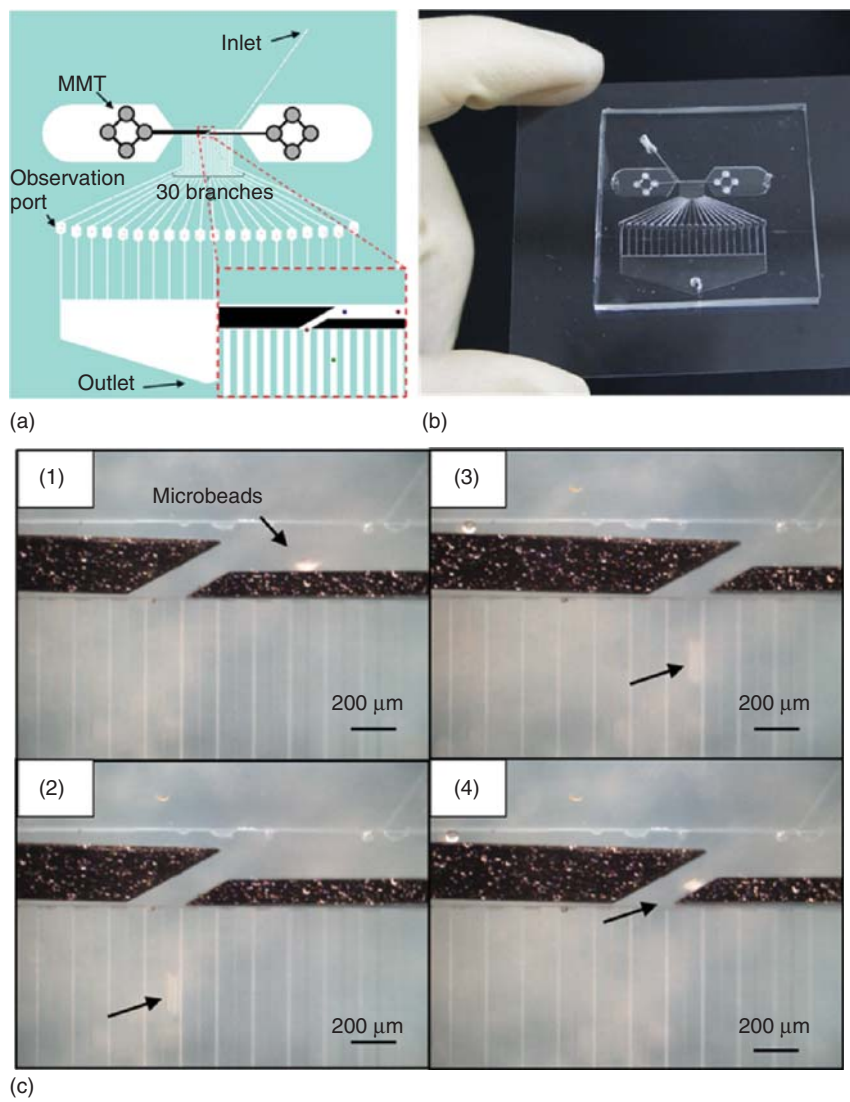 Inlet
MMT
Observation
port
30 branches
Outlet
(a)
(b)
(1)
Microbeads
200 μm
(3)
200 μm
(2)
200 μm
(4)
200 μm
(c)